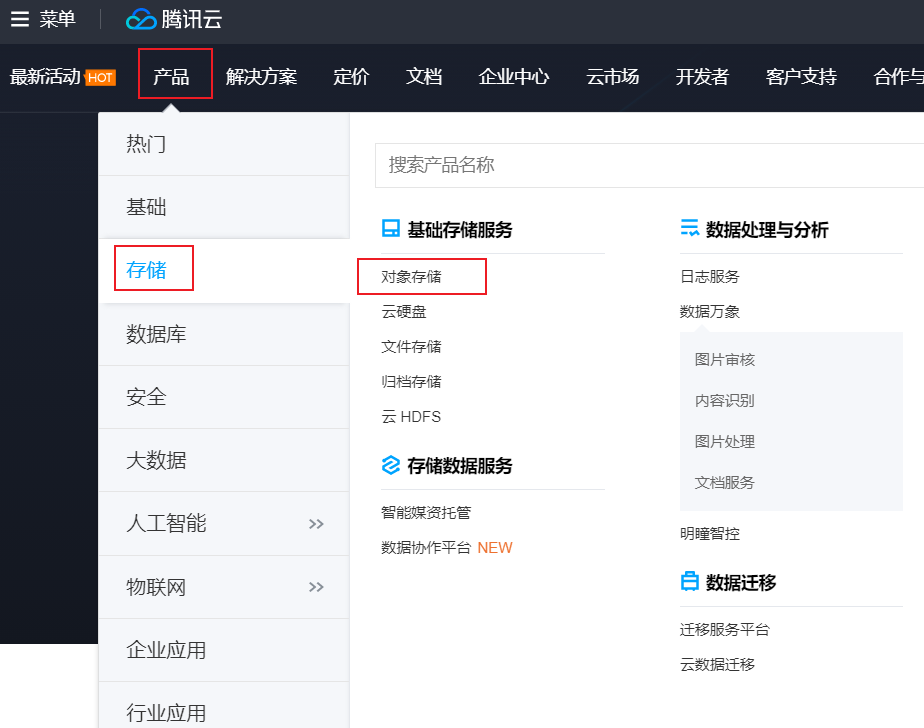 菜单 腾讯云
最新活动 HOT 产品 解决方案 定价 文档 企业中心 云市场 开发者 客户支持 合作与
热门
基础
存储
数据库
安全
大数据
人工智能 >>
物联网 >>
企业应用
行业应用
搜索产品名称
基础存储服务
对象存储
云硬盘
文件存储
归档存储
云 HDFS
存储数据服务
智能媒资托管
数据协作平台 NEW
数据处理与分析
日志服务
数据万象
图片审核
内容识别
图片处理
文档服务
明瞳智控
数据迁移
迁移服务平台
云数据迁移